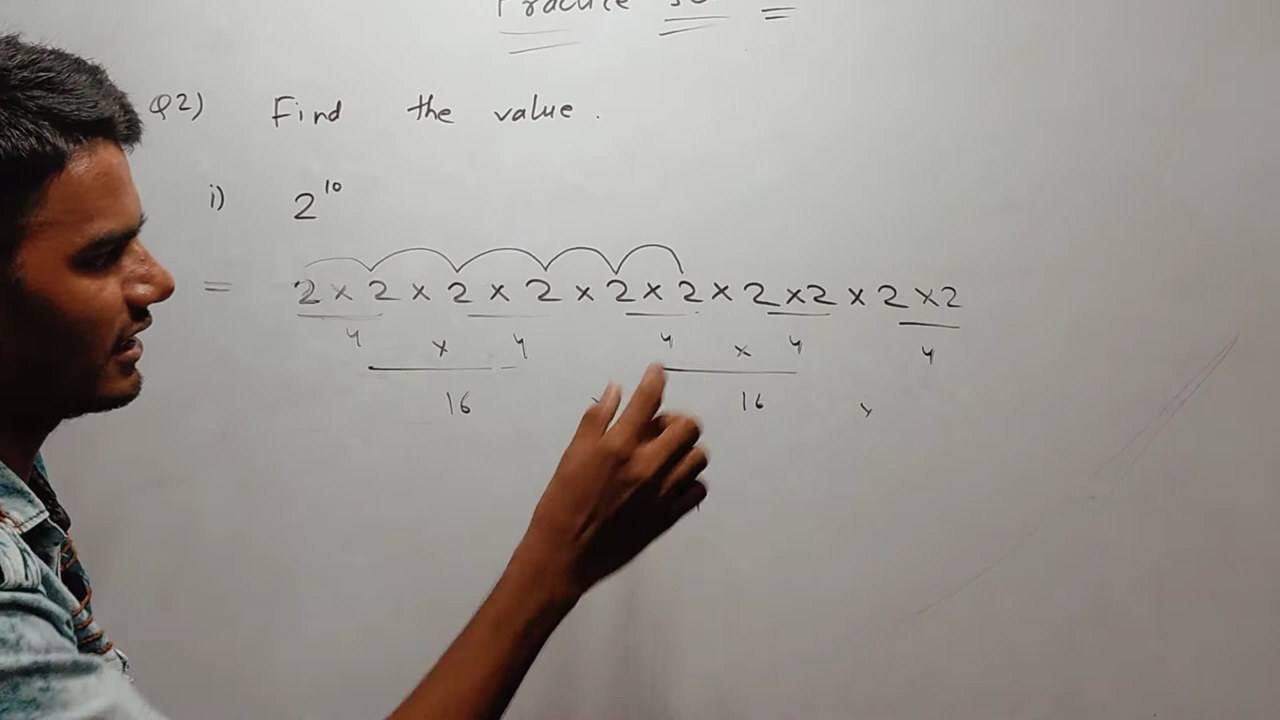 Practice
Q2) Find the value.
i) 2¹⁰
= 2 × 2 × 2 × 2 × 2 × 2 × 2 × 2 × 2 × 2
4 × 4 4 × 4 4
16 × 16 ×